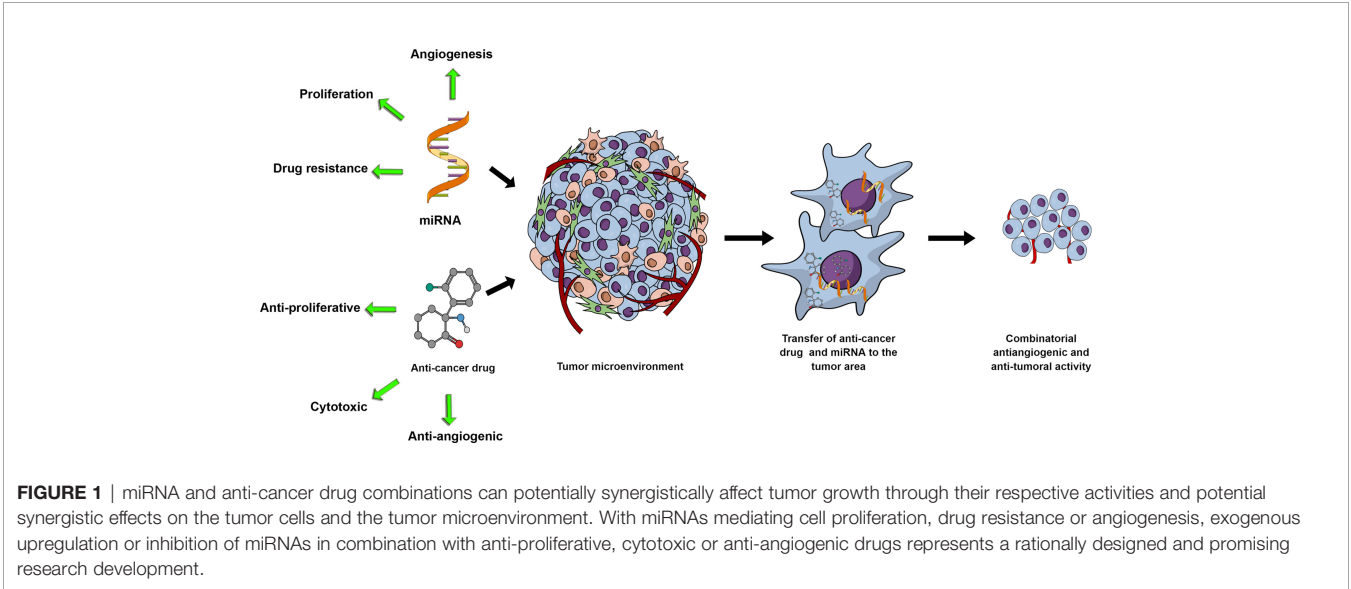 Angiogenesis
Proliferation
Drug resistance
miRNA
Anti-proliferative
Anti-cancer drug
Cytotoxic
Anti-angiogenic
Tumor microenvironment
Transfer of anti-cancer
drug and miRNA to the
tumor area
Combinatorial
antiangiogenic and
anti-tumoral activity
FIGURE 1 | miRNA and anti-cancer drug combinations can potentially synergistically affect tumor growth through their respective activities and potential
synergistic effects on the tumor cells and the tumor microenvironment. With miRNAs mediating cell proliferation, drug resistance or angiogenesis, exogenous
upregulation or inhibition of miRNAs in combination with anti-proliferative, cytotoxic or anti-angiogenic drugs represents a rationally designed and promising
research development.